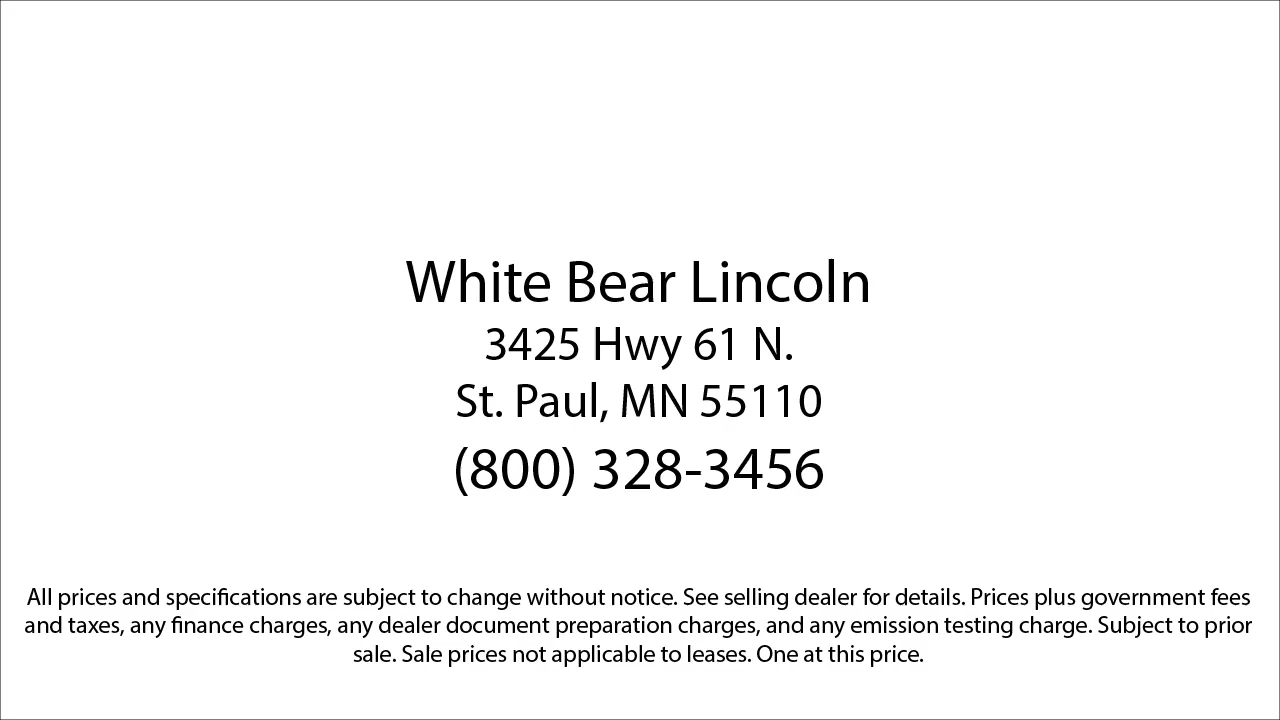 White Bear Lincoln
3425 Hwy 61 N.
St. Paul, MN 55110
(800) 328-3456
All prices and specifications are subject to change without notice. See selling dealer for details. Prices plus government fees
and taxes, any finance charges, any dealer document preparation charges, and any emission testing charge. Subject to prior
sale. Sale prices not applicable to leases. One at this price.